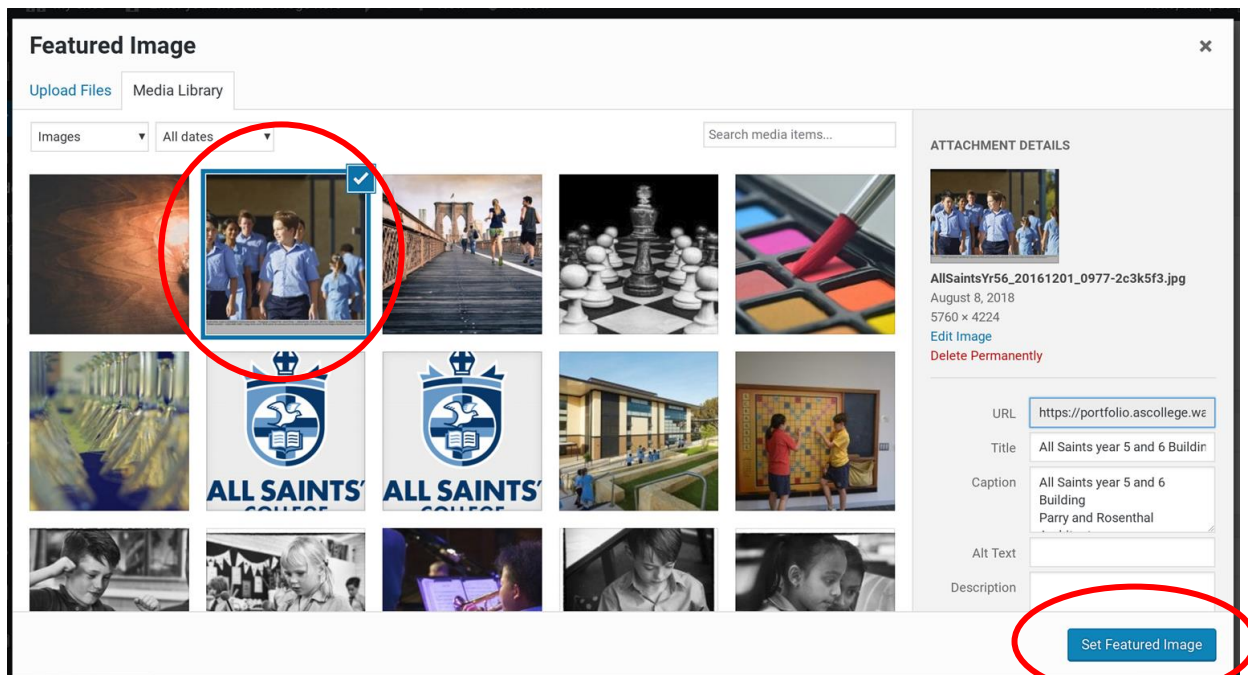 Featured Image
×
Upload Files
Media Library
Images
All dates
Search media items...
ALL SAINTS'
COLLEGE
ALL SAINTS'
COLLEGE
ATTACHMENT DETAILS
AllSaintsYr56_20161201_0977-2c3k5f3.jpg
August 8, 2018
5760 × 4224
Edit Image
Delete Permanently
URL https://portfolio.ascollege.wa
Title All Saints year 5 and 6 Buildin
Caption All Saints year 5 and 6
Building
Parry and Rosenthal
Alt Text
Description
Set Featured Image